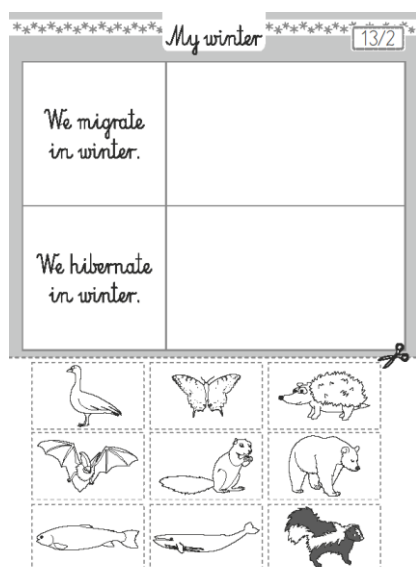 My winter
13/2
We migrate
in winter.
We hibernate
in winter.